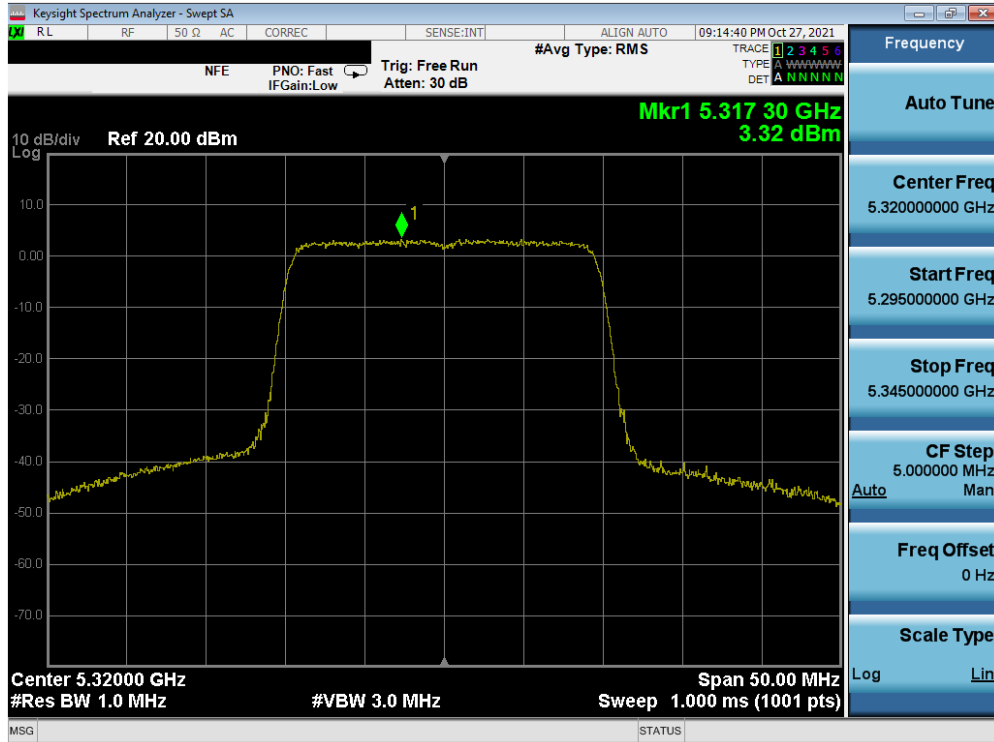 Keysight Spectrum Analyzer - Swept SA
LXI RL RF 50 Ω AC CORREC SENSE:INT ALIGN AUTO 09:14:40 PM Oct 27, 2021
#Avg Type: RMS TRACE 1 2 3 4 5 6
TYPE A WWWWW
DET A N N N N N
NFE PNO: Fast Trig: Free Run
IFGain:Low Atten: 30 dB
Mkr1 5.317 30 GHz
3.32 dBm
10 dB/div Ref 20.00 dBm
Log
1
10.0
0.00
-10.0
-20.0
-30.0
-40.0
-50.0
-60.0
-70.0
Center 5.32000 GHz Span 50.00 MHz
#Res BW 1.0 MHz #VBW 3.0 MHz Sweep 1.000 ms (1001 pts)
MSG STATUS
Frequency
Auto Tune
Center Freq
5.320000000 GHz
Start Freq
5.295000000 GHz
Stop Freq
5.345000000 GHz
CF Step
5.000000 MHz
Auto Man
Freq Offset
0 Hz
Scale Type
Log Lin